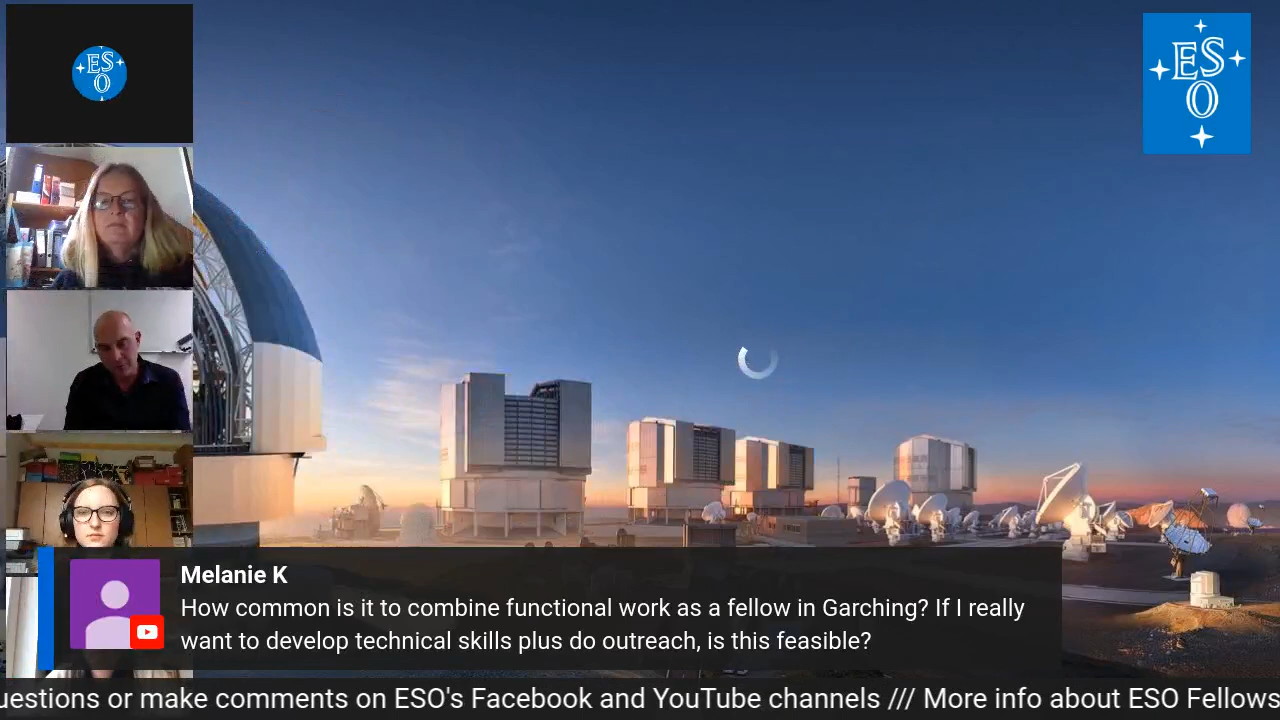 ESO
ESO
Melanie K
How common is it to combine functional work as a fellow in Garching? If I really
want to develop technical skills plus do outreach, is this feasible?
uestions or make comments on ESO's Facebook and YouTube channels /// More info about ESO Fellows